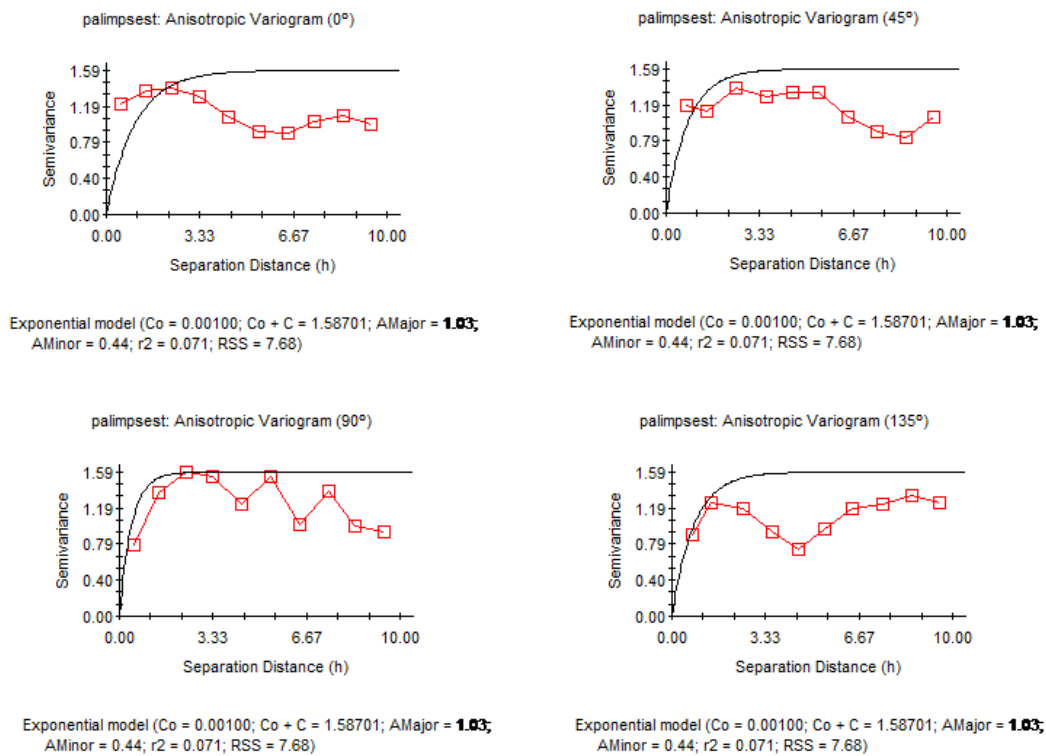 palimpsest: Anisotropic Variogram (0º)
1.59
1.19
0.79
0.40
0.00
Semivariance
0.00 3.33 6.67 10.00
Separation Distance (h)
Exponential model (Co = 0.00100; Co + C = 1.58701; AMajor = 1.03;
AMinor = 0.44; r2 = 0.071; RSS = 7.68)
palimpsest: Anisotropic Variogram (45º)
1.59
1.19
0.79
0.40
0.00
Semivariance
0.00 3.33 6.67 10.00
Separation Distance (h)
Exponential model (Co = 0.00100; Co + C = 1.58701; AMajor = 1.03;
AMinor = 0.44; r2 = 0.071; RSS = 7.68)
palimpsest: Anisotropic Variogram (90º)
1.59
1.19
0.79
0.40
0.00
Semivariance
0.00 3.33 6.67 10.00
Separation Distance (h)
Exponential model (Co = 0.00100; Co + C = 1.58701; AMajor = 1.03;
AMinor = 0.44; r2 = 0.071; RSS = 7.68)
palimpsest: Anisotropic Variogram (135º)
1.59
1.19
0.79
0.40
0.00
Semivariance
0.00 3.33 6.67 10.00
Separation Distance (h)
Exponential model (Co = 0.00100; Co + C = 1.58701; AMajor = 1.03;
AMinor = 0.44; r2 = 0.071; RSS = 7.68)